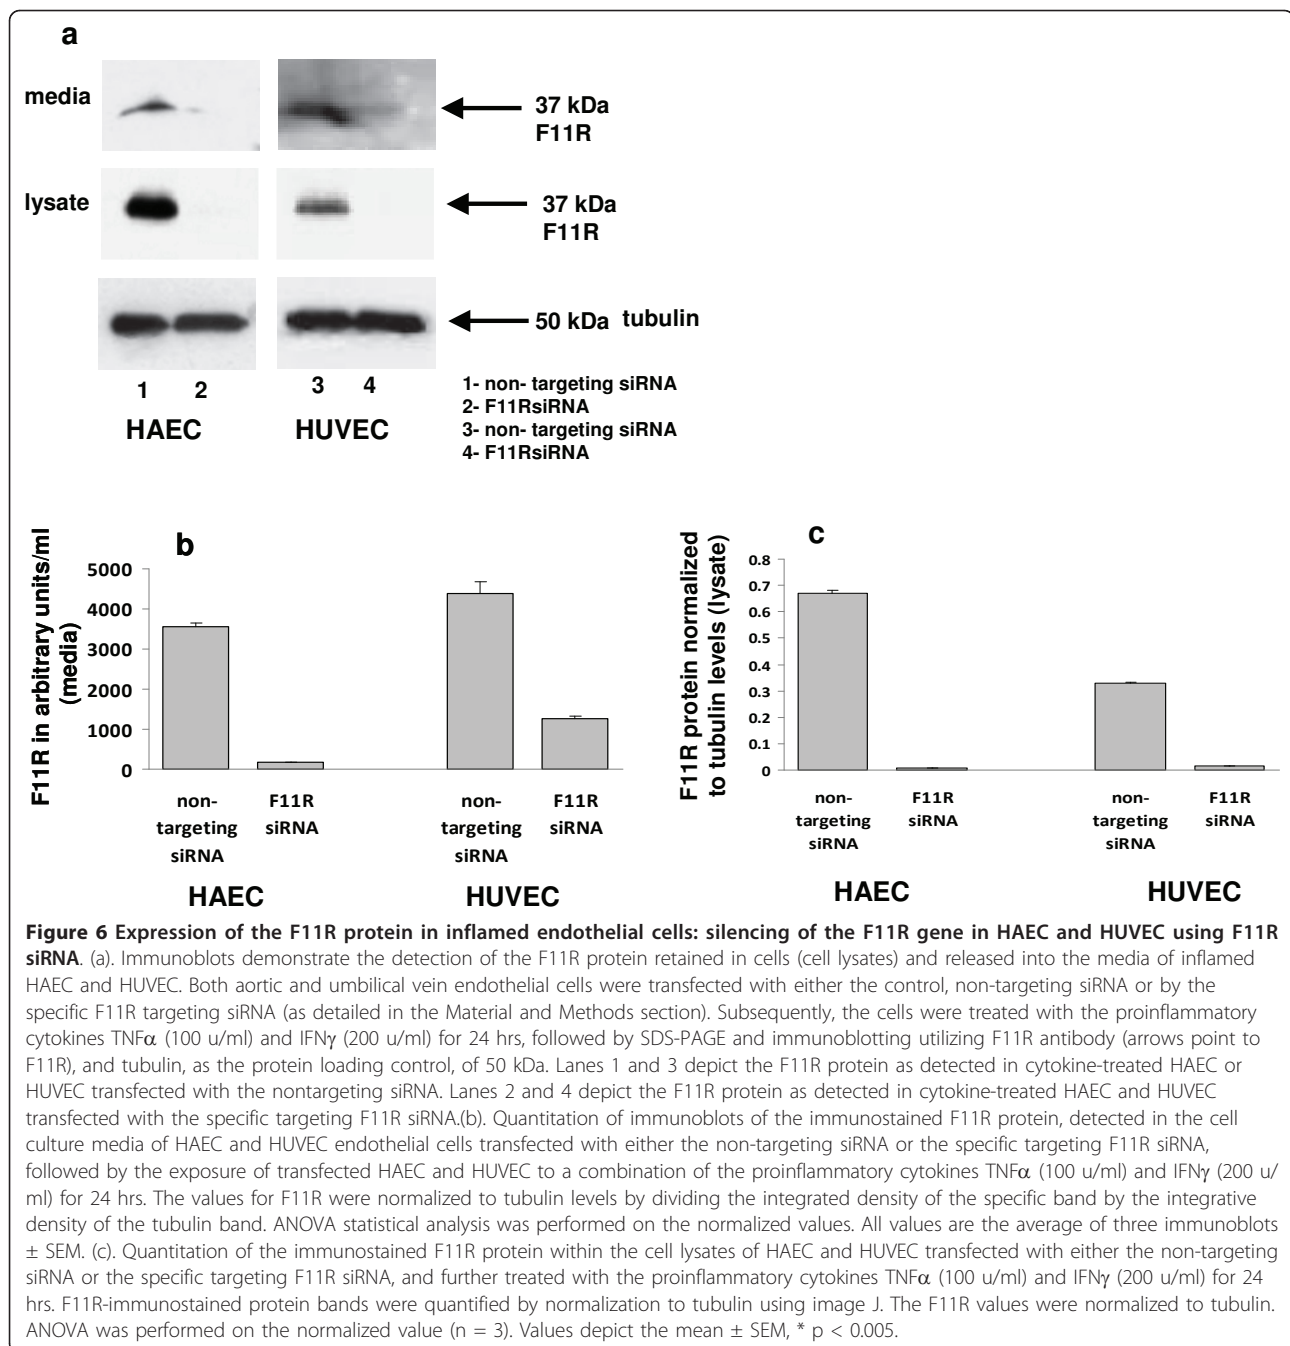 a
media
37 kDa
F11R
lysate
37 kDa
F11R
50 kDa tubulin
1 2 3 4
HAEC HUVEC
1- non- targeting siRNA
2- F11RsiRNA
3- non- targeting siRNA
4- F11RsiRNA
b
F11R in arbitrary units/ml
(media)
5000
4000
3000
2000
1000
0
non-
targeting
siRNA
F11R
siRNA
non-
targeting
siRNA
F11R
siRNA
HAEC HUVEC
c
F11R protein normalized
to tubulin levels (lysate)
0.8
0.7
0.6
0.5
0.4
0.3
0.2
0.1
0
non-
targeting
siRNA
F11R
siRNA
non-
targeting
siRNA
F11R
siRNA
HAEC HUVEC
Figure 6 Expression of the F11R protein in inflamed endothelial cells: silencing of the F11R gene in HAEC and HUVEC using F11R
siRNA. (a). Immunoblots demonstrate the detection of the F11R protein retained in cells (cell lysates) and released into the media of inflamed
HAEC and HUVEC. Both aortic and umbilical vein endothelial cells were transfected with either the control, non-targeting siRNA or by the
specific F11R targeting siRNA (as detailed in the Material and Methods section). Subsequently, the cells were treated with the proinflammatory
cytokines TNFα (100 u/ml) and IFNγ (200 u/ml) for 24 hrs, followed by SDS-PAGE and immunoblotting utilizing F11R antibody (arrows point to
F11R), and tubulin, as the protein loading control, of 50 kDa. Lanes 1 and 3 depict the F11R protein as detected in cytokine-treated HAEC or
HUVEC transfected with the nontargeting siRNA. Lanes 2 and 4 depict the F11R protein as detected in cytokine-treated HAEC and HUVEC
transfected with the specific targeting F11R siRNA.(b). Quantitation of immunoblots of the immunostained F11R protein, detected in the cell
culture media of HAEC and HUVEC endothelial cells transfected with either the non-targeting siRNA or the specific targeting F11R siRNA,
followed by the exposure of transfected HAEC and HUVEC to a combination of the proinflammatory cytokines TNFα (100 u/ml) and IFNγ (200 u/
ml) for 24 hrs. The values for F11R were normalized to tubulin levels by dividing the integrated density of the specific band by the integrative
density of the tubulin band. ANOVA statistical analysis was performed on the normalized values. All values are the average of three immunoblots
± SEM. (c). Quantitation of the immunostained F11R protein within the cell lysates of HAEC and HUVEC transfected with either the non-targeting
siRNA or the specific targeting F11R siRNA, and further treated with the proinflammatory cytokines TNFα (100 u/ml) and IFNγ (200 u/ml) for 24
hrs. F11R-immunostained protein bands were quantified by normalization to tubulin using image J. The F11R values were normalized to tubulin.
ANOVA was performed on the normalized value (n = 3). Values depict the mean ± SEM, * p < 0.005.